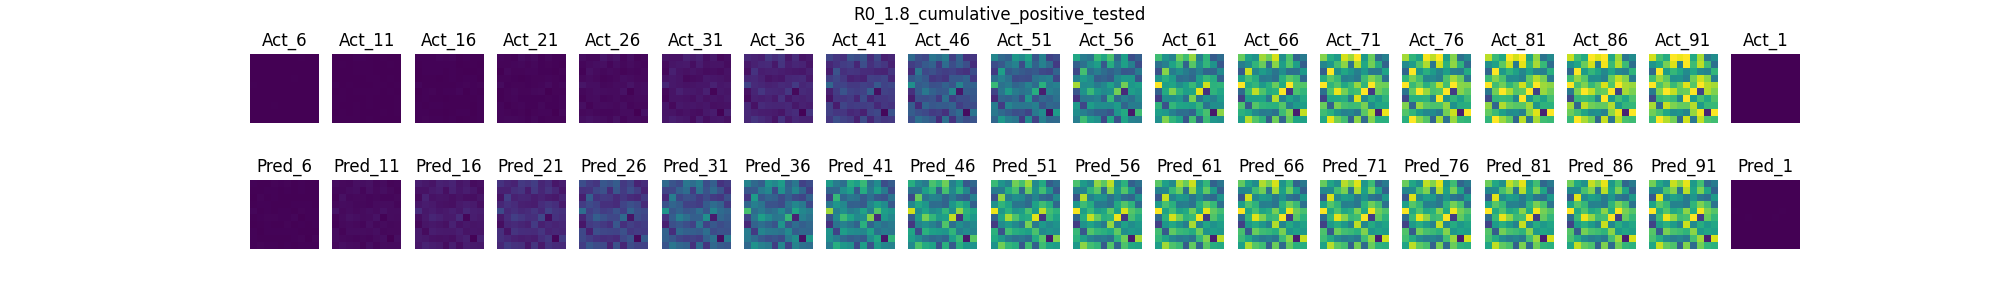 R0_1.8_cumulative_positive_tested
Act_6 Act_11 Act_16 Act_21 Act_26 Act_31 Act_36 Act_41 Act_46 Act_51 Act_56 Act_61 Act_66 Act_71 Act_76 Act_81 Act_86 Act_91 Act_1
Pred_6 Pred_11 Pred_16 Pred_21 Pred_26 Pred_31 Pred_36 Pred_41 Pred_46 Pred_51 Pred_56 Pred_61 Pred_66 Pred_71 Pred_76 Pred_81 Pred_86 Pred_91 Pred_1